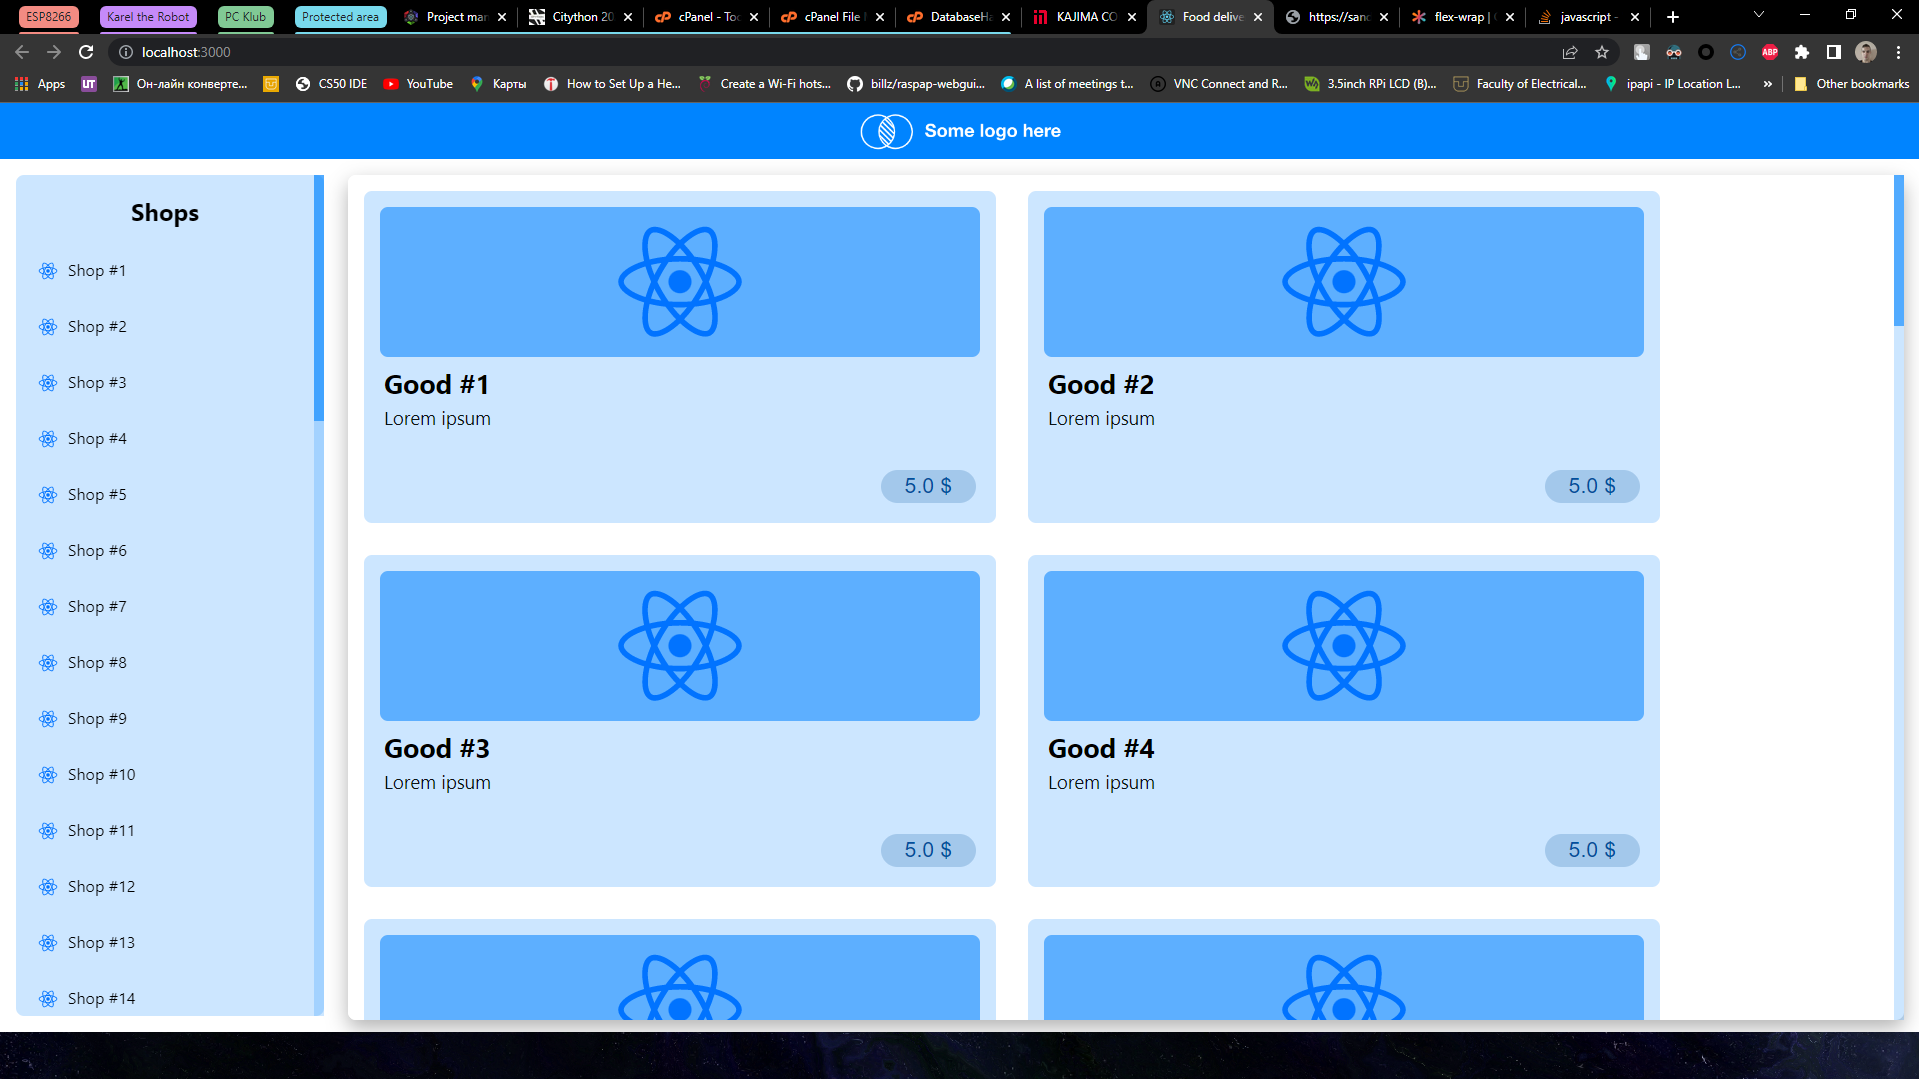 ESP8266 Karel the Robot PC Klub Protected area Project mar Citython 20 cPanel - Too cPanel File DatabaseHa KAJIMA CO Food delive https://sand flex-wrap | javascript -
localhost:3000
Apps Он-лайн конверте... CS50 IDE YouTube Карты How to Set Up a He... Create a Wi-Fi hots... billz/raspap-webgui... A list of meetings t... VNC Connect and R... 3.5inch RPi LCD (B)... Faculty of Electrical... ipapi - IP Location L... » Other bookmarks
Some logo here
Shops
Shop #1
Shop #2
Shop #3
Shop #4
Shop #5
Shop #6
Shop #7
Shop #8
Shop #9
Shop #10
Shop #11
Shop #12
Shop #13
Shop #14
Good #1
Lorem ipsum
5.0 $
Good #2
Lorem ipsum
5.0 $
Good #3
Lorem ipsum
5.0 $
Good #4
Lorem ipsum
5.0 $